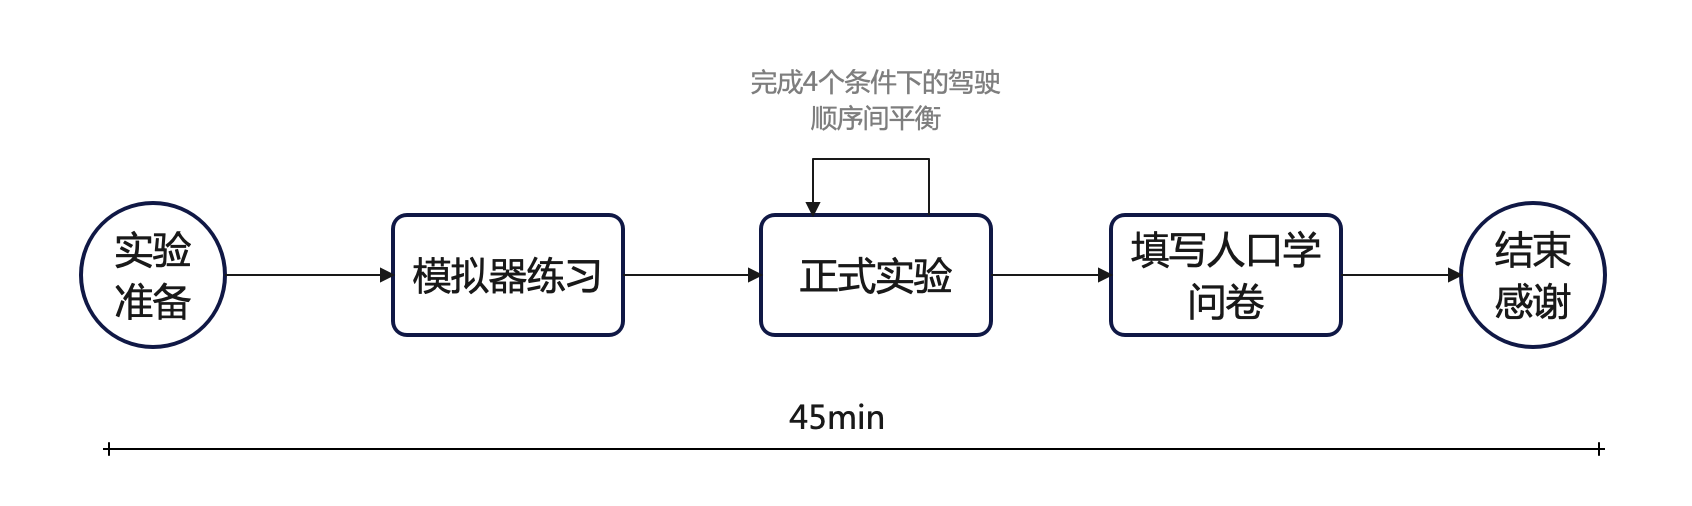 完成4个条件下的驾驶
顺序间平衡
实验
准备
模拟器练习
正式实验
填写人口学
问卷
结束
感谢
45min